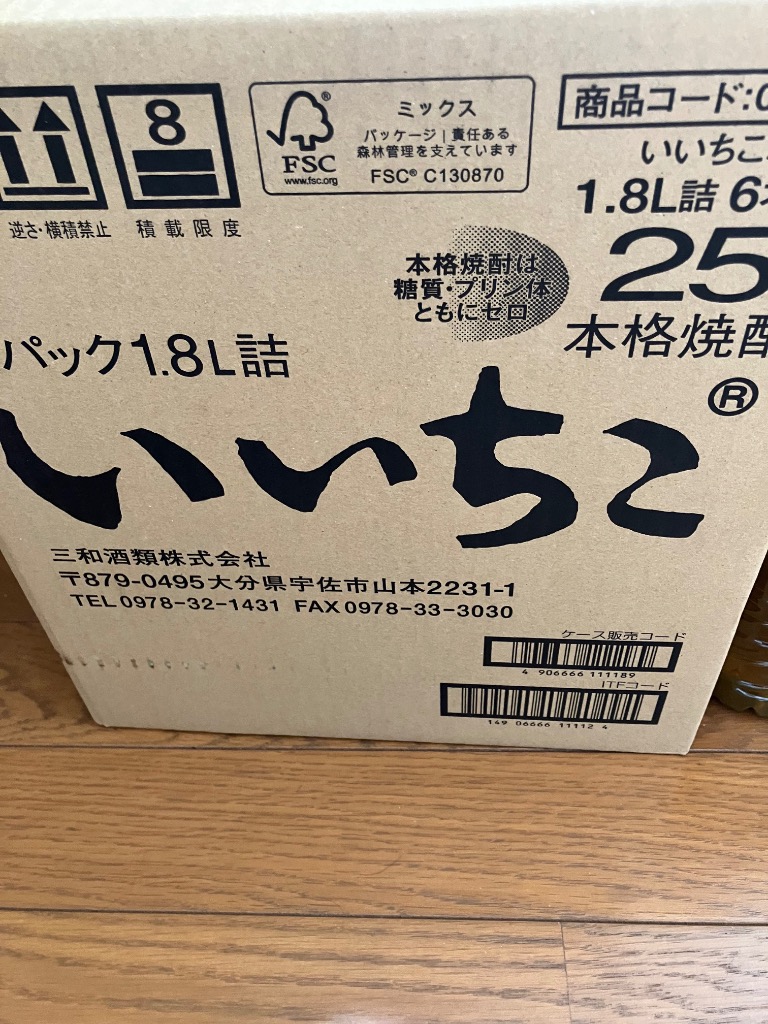 8
逆さ・横積禁止
積載限度
FSC®
www.fsc.org
ミックス
パッケージ|責任ある
森林管理を支えています
FSC® C130870
商品コード:0
いいちこ
1.8L詰 6
25
本格焼酎
本格焼酎は
糖質・プリン体
ともにゼロ
パック1.8L詰
いいちこ®
三和酒類株式会社
〒879-0495大分県宇佐市山本2231-1
TEL 0978-32-1431 FAX 0978-33-3030
ケース販売コード
4 906666 111189
ITFコード
149 06666 11112 4